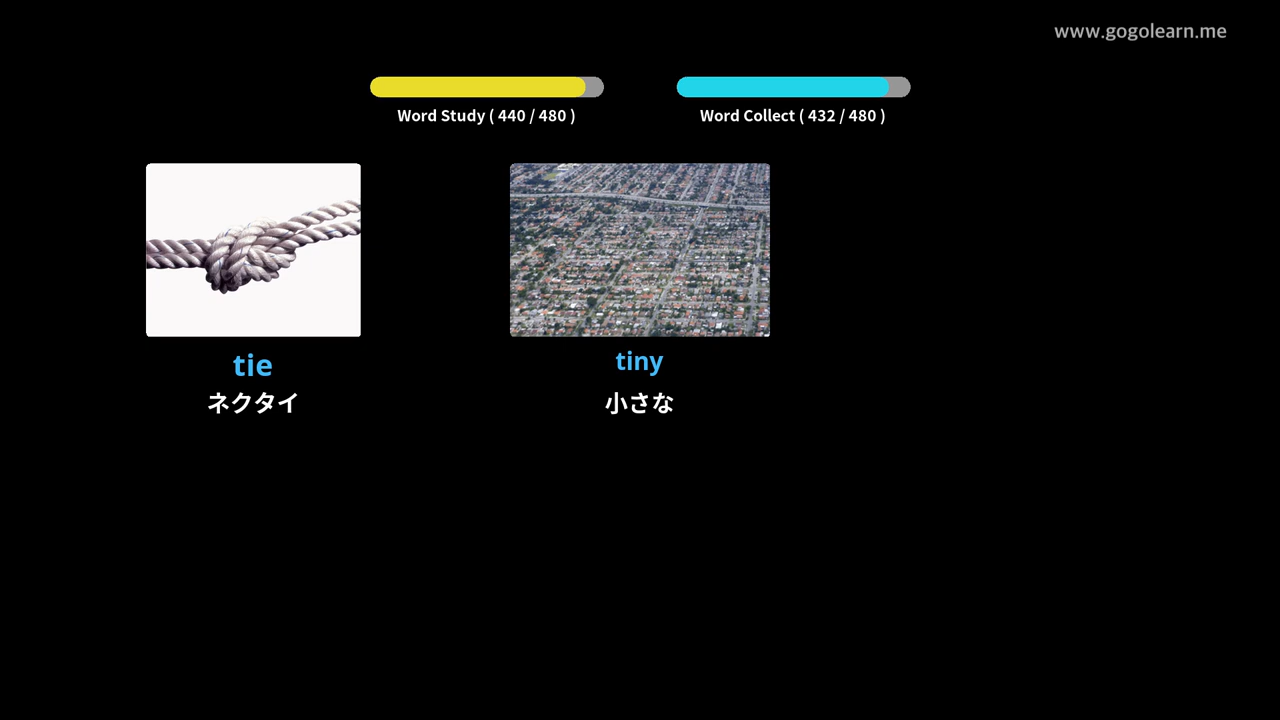 www.gogolearn.me
Word Study ( 440 / 480 )
Word Collect ( 432 / 480 )
tie
ネクタイ
tiny
小さな